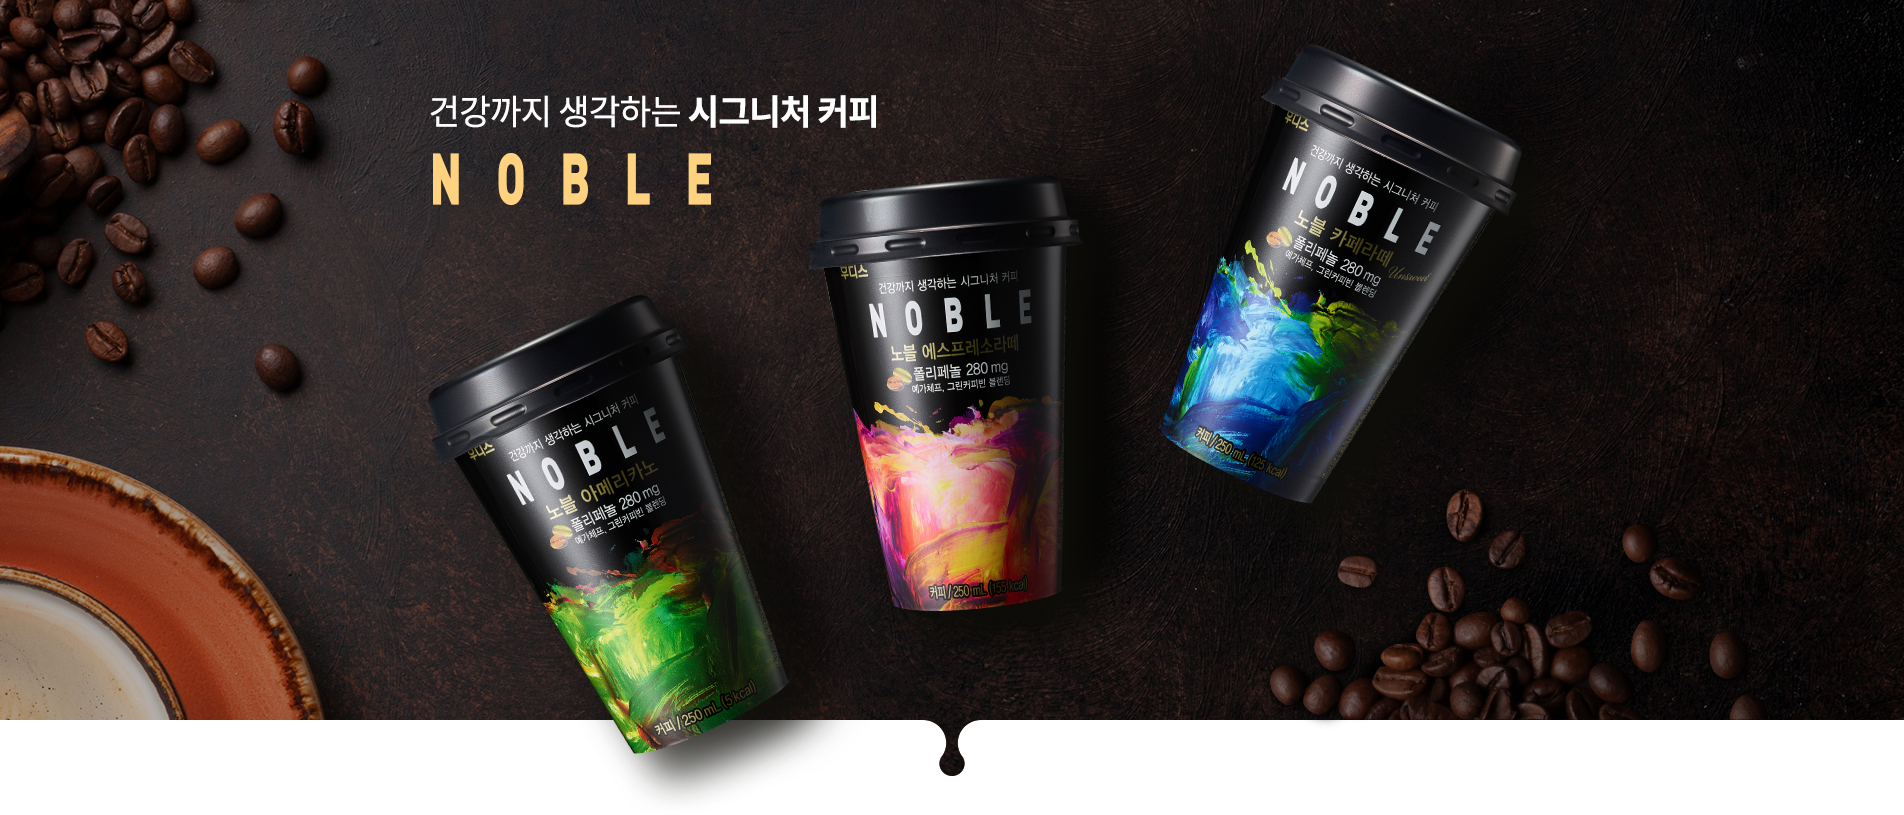 건강까지 생각하는 시그니처 커피
NOBLE
우디스
건강까지 생각하는 시그니처 커피
NOBLE
노블 아메리카노
폴리페놀 280 mg
예가체프, 그린커피빈 블렌딩
커피 / 250 mL (5 kcal)
우디스
건강까지 생각하는 시그니처 커피
NOBLE
노블 에스프레소라떼
폴리페놀 280 mg
예가체프, 그린커피빈 블렌딩
커피 / 250 mL (155 kcal)
우디스
건강까지 생각하는 시그니처 커피
NOBLE
노블 카페라떼
Unsweet
폴리페놀 280 mg
예가체프, 그린커피빈 블렌딩
커피 / 250 mL (125 kcal)